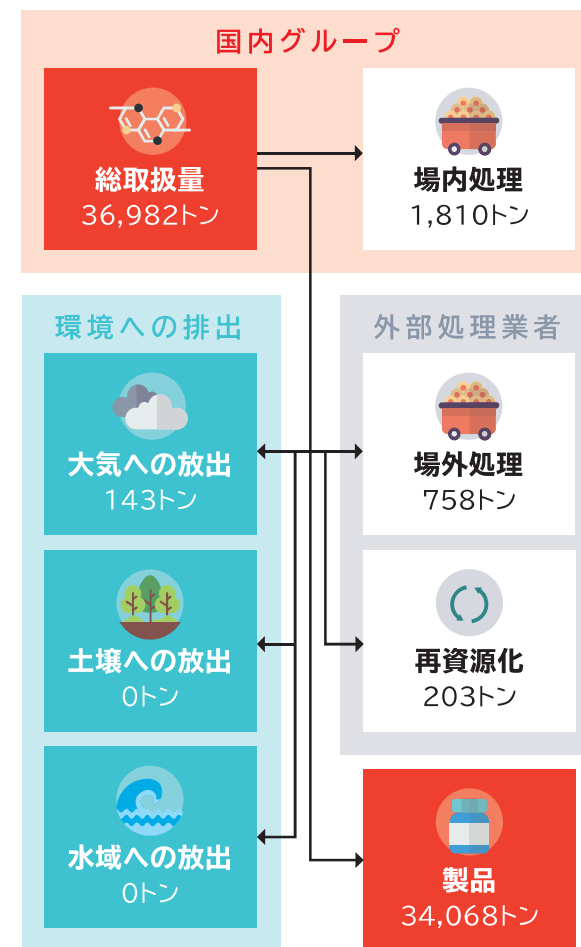 国内グループ
総取扱量
36,982トン
場内処理
1,810トン
環境への排出
大気への放出
143トン
土壌への放出
0トン
水域への放出
0トン
外部処理業者
場外処理
758トン
再資源化
203トン
製品
34,068トン